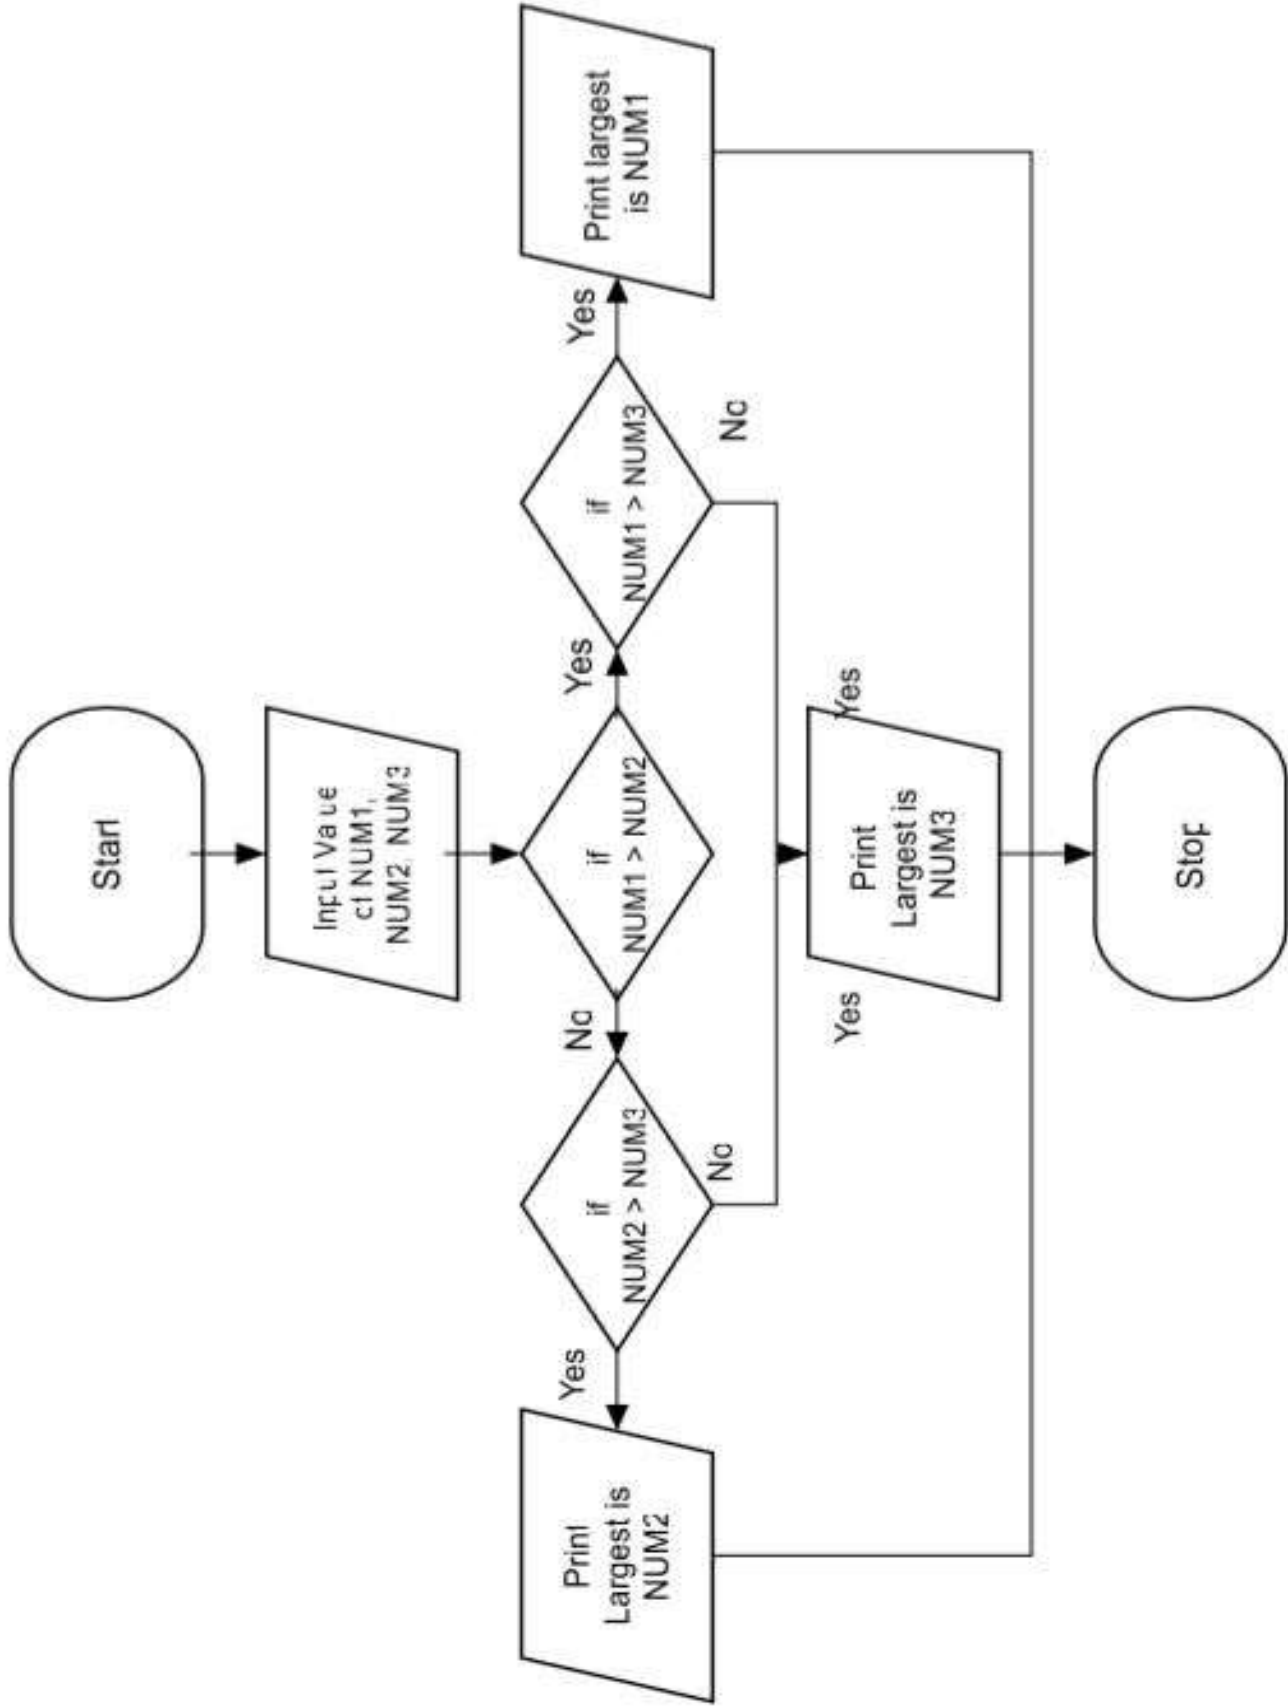 Start
Input Value
of NUM1,
NUM2, NUM3
if
NUM1 > NUM2
No
Yes
if
NUM2 > NUM3
if
NUM1 > NUM3
Yes
Yes
No
No
Print
Largest is
NUM2
Print largest
is NUM1
Yes
Yes
Print
Largest is
NUM3
Stop